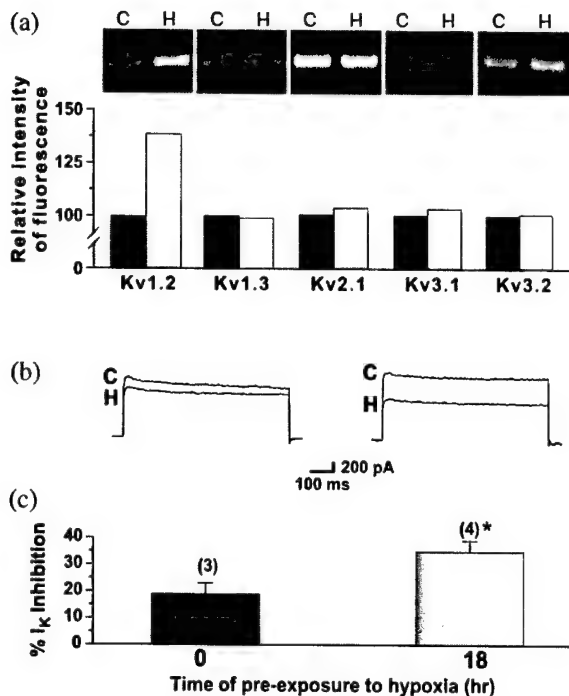 (a)
C H C H C H C H C H
Relative intensity
of fluorescence
150
125
100
0
Kv1.2 Kv1.3 Kv2.1 Kv3.1 Kv3.2
(b)
C
H
C
H
200 pA
100 ms
(c)
% IK Inhibition
40
30
20
10
0
(3)
(4)*
0 18
Time of pre-exposure to hypoxia (hr)